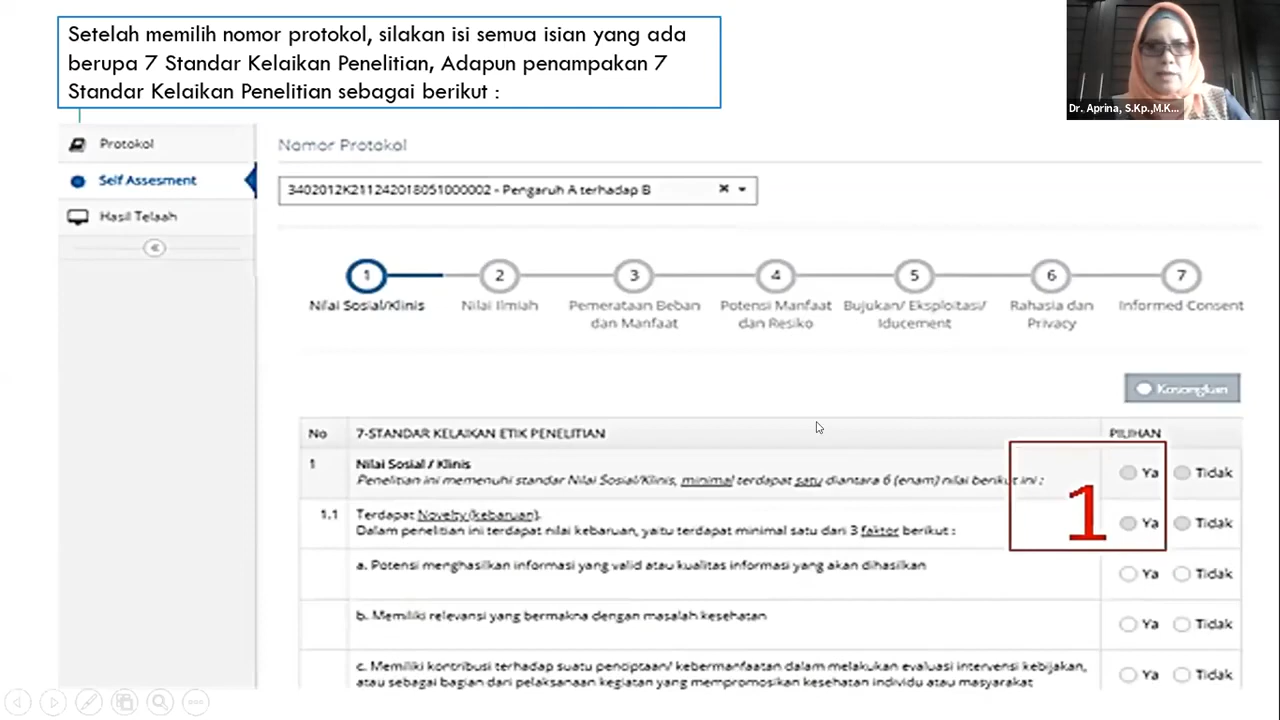 Setelah memilih nomor protokol, silakan isi semua isian yang ada
berupa 7 Standar Kelaikan Penelitian, Adapun penampakan 7
Standar Kelaikan Penelitian sebagai berikut :
Dr. Aprina, S.Kp.,M.K...
Protokol
Self Assesment
Hasil Telaah
Nomor Protokol
3402012K211242018051000002 - Pengaruh A terhadap B
1
2
3
4
5
6
7
Nilai Sosial/Klinis
Nilai Ilmiah
Pemerataan Beban
dan Manfaat
Potensi Manfaat
dan Resiko
Bujukan/ Eksploitasi/
Iducement
Rahasia dan
Privacy
Informed Consent
Kosongkan
No 7-STANDAR KELAIKAN ETIK PENELITIAN PILIHAN
1 Nilai Sosial / Klinis
Penelitian ini memenuhi standar Nilai Sosial/Klinis, minimal terdapat satu diantara 6 (enam) nilai berikut ini :
Ya Tidak
1.1 Terdapat Novelty (kebaruan).
Dalam penelitian ini terdapat nilai kebaruan, yaitu terdapat minimal satu dari 3 faktor berikut :
Ya Tidak
1
a. Potensi menghasilkan informasi yang valid atau kualitas informasi yang akan dihasilkan
Ya Tidak
b. Memiliki relevansi yang bermakna dengan masalah kesehatan
Ya Tidak
c. Memiliki kontribusi terhadap suatu penciptaan/ kebermanfaatan dalam melakukan evaluasi intervensi kebijakan,
atau sebagai bagian dari pelaksanaan kegiatan yang mempromosikan kesehatan individu atau masyarakat
Ya Tidak